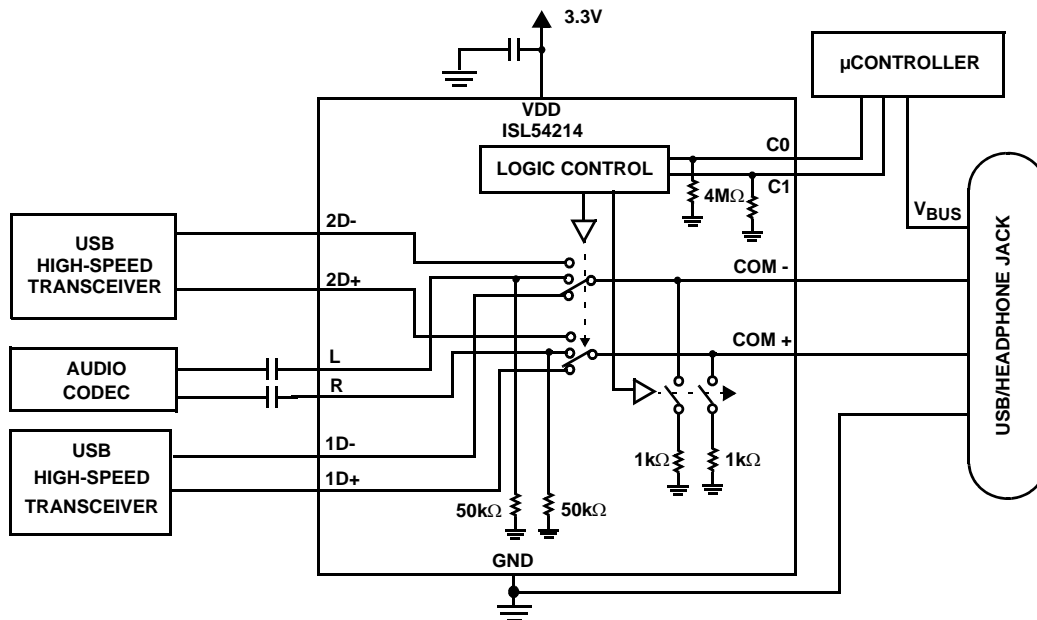 3.3V
µCONTROLLER
VDD
ISL54214
LOGIC CONTROL
C0
C1
4MΩ
VBUS
USB
HIGH-SPEED
TRANSCEIVER
2D-
2D+
COM -
COM +
USB/HEADPHONE JACK
AUDIO
CODEC
L
R
USB
HIGH-SPEED
TRANSCEIVER
1D-
1D+
50kΩ
50kΩ
1kΩ
1kΩ
GND